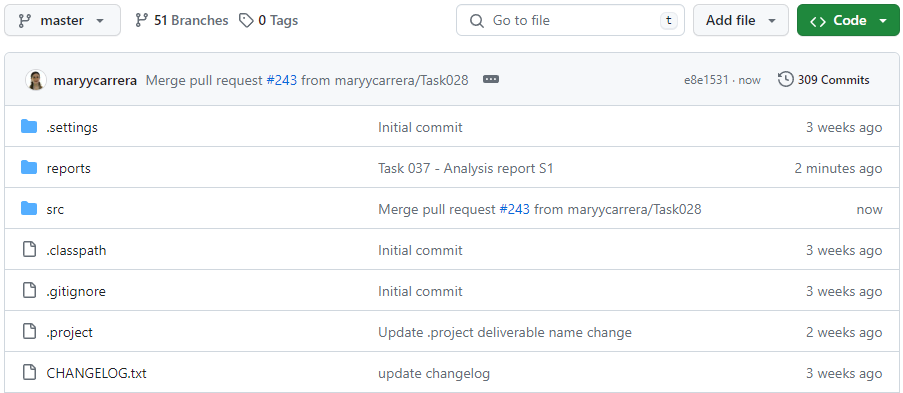 master 51 Branches 0 Tags Go to file t Add file Code
maryycarrera Merge pull request #243 from maryycarrera/Task028 e8e1531 · now 309 Commits
.settings Initial commit 3 weeks ago
reports Task 037 - Analysis report S1 2 minutes ago
src Merge pull request #243 from maryycarrera/Task028 now
.classpath Initial commit 3 weeks ago
.gitignore Initial commit 3 weeks ago
.project Update .project deliverable name change 2 weeks ago
CHANGELOG.txt update changelog 3 weeks ago